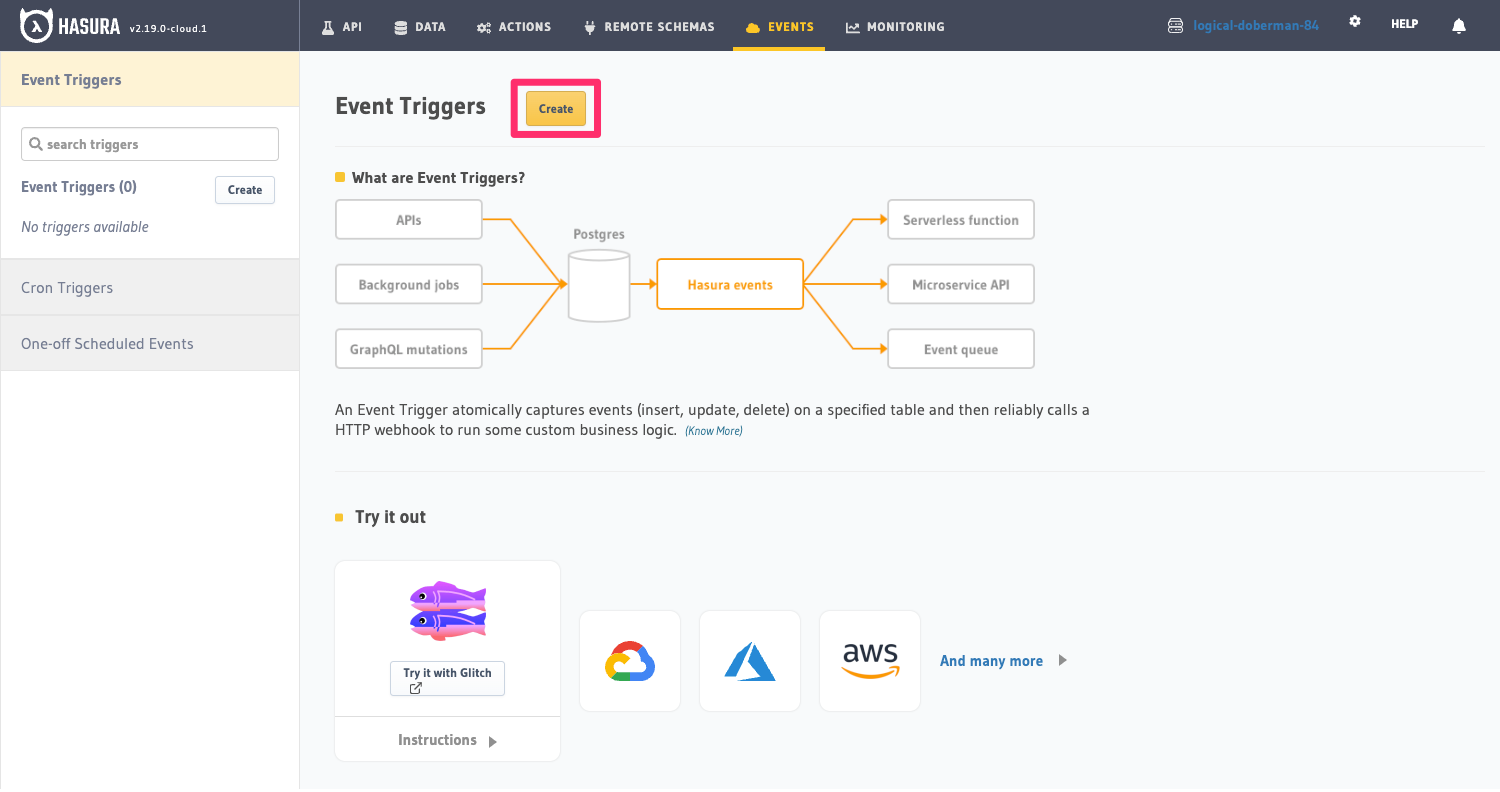 HASURA v2.19.0-cloud.1
API DATA ACTIONS REMOTE SCHEMAS EVENTS MONITORING
logical-doberman-84 HELP
Event Triggers
search triggers
Event Triggers (0) Create
No triggers available
Cron Triggers
One-off Scheduled Events
Event Triggers Create
What are Event Triggers?
APIs
Background jobs
GraphQL mutations
Postgres
Hasura events
Serverless function
Microservice API
Event queue
An Event Trigger atomically captures events (insert, update, delete) on a specified table and then reliably calls a
HTTP webhook to run some custom business logic. (Know More)
Try it out
Try it with Glitch
Instructions
aws
And many more